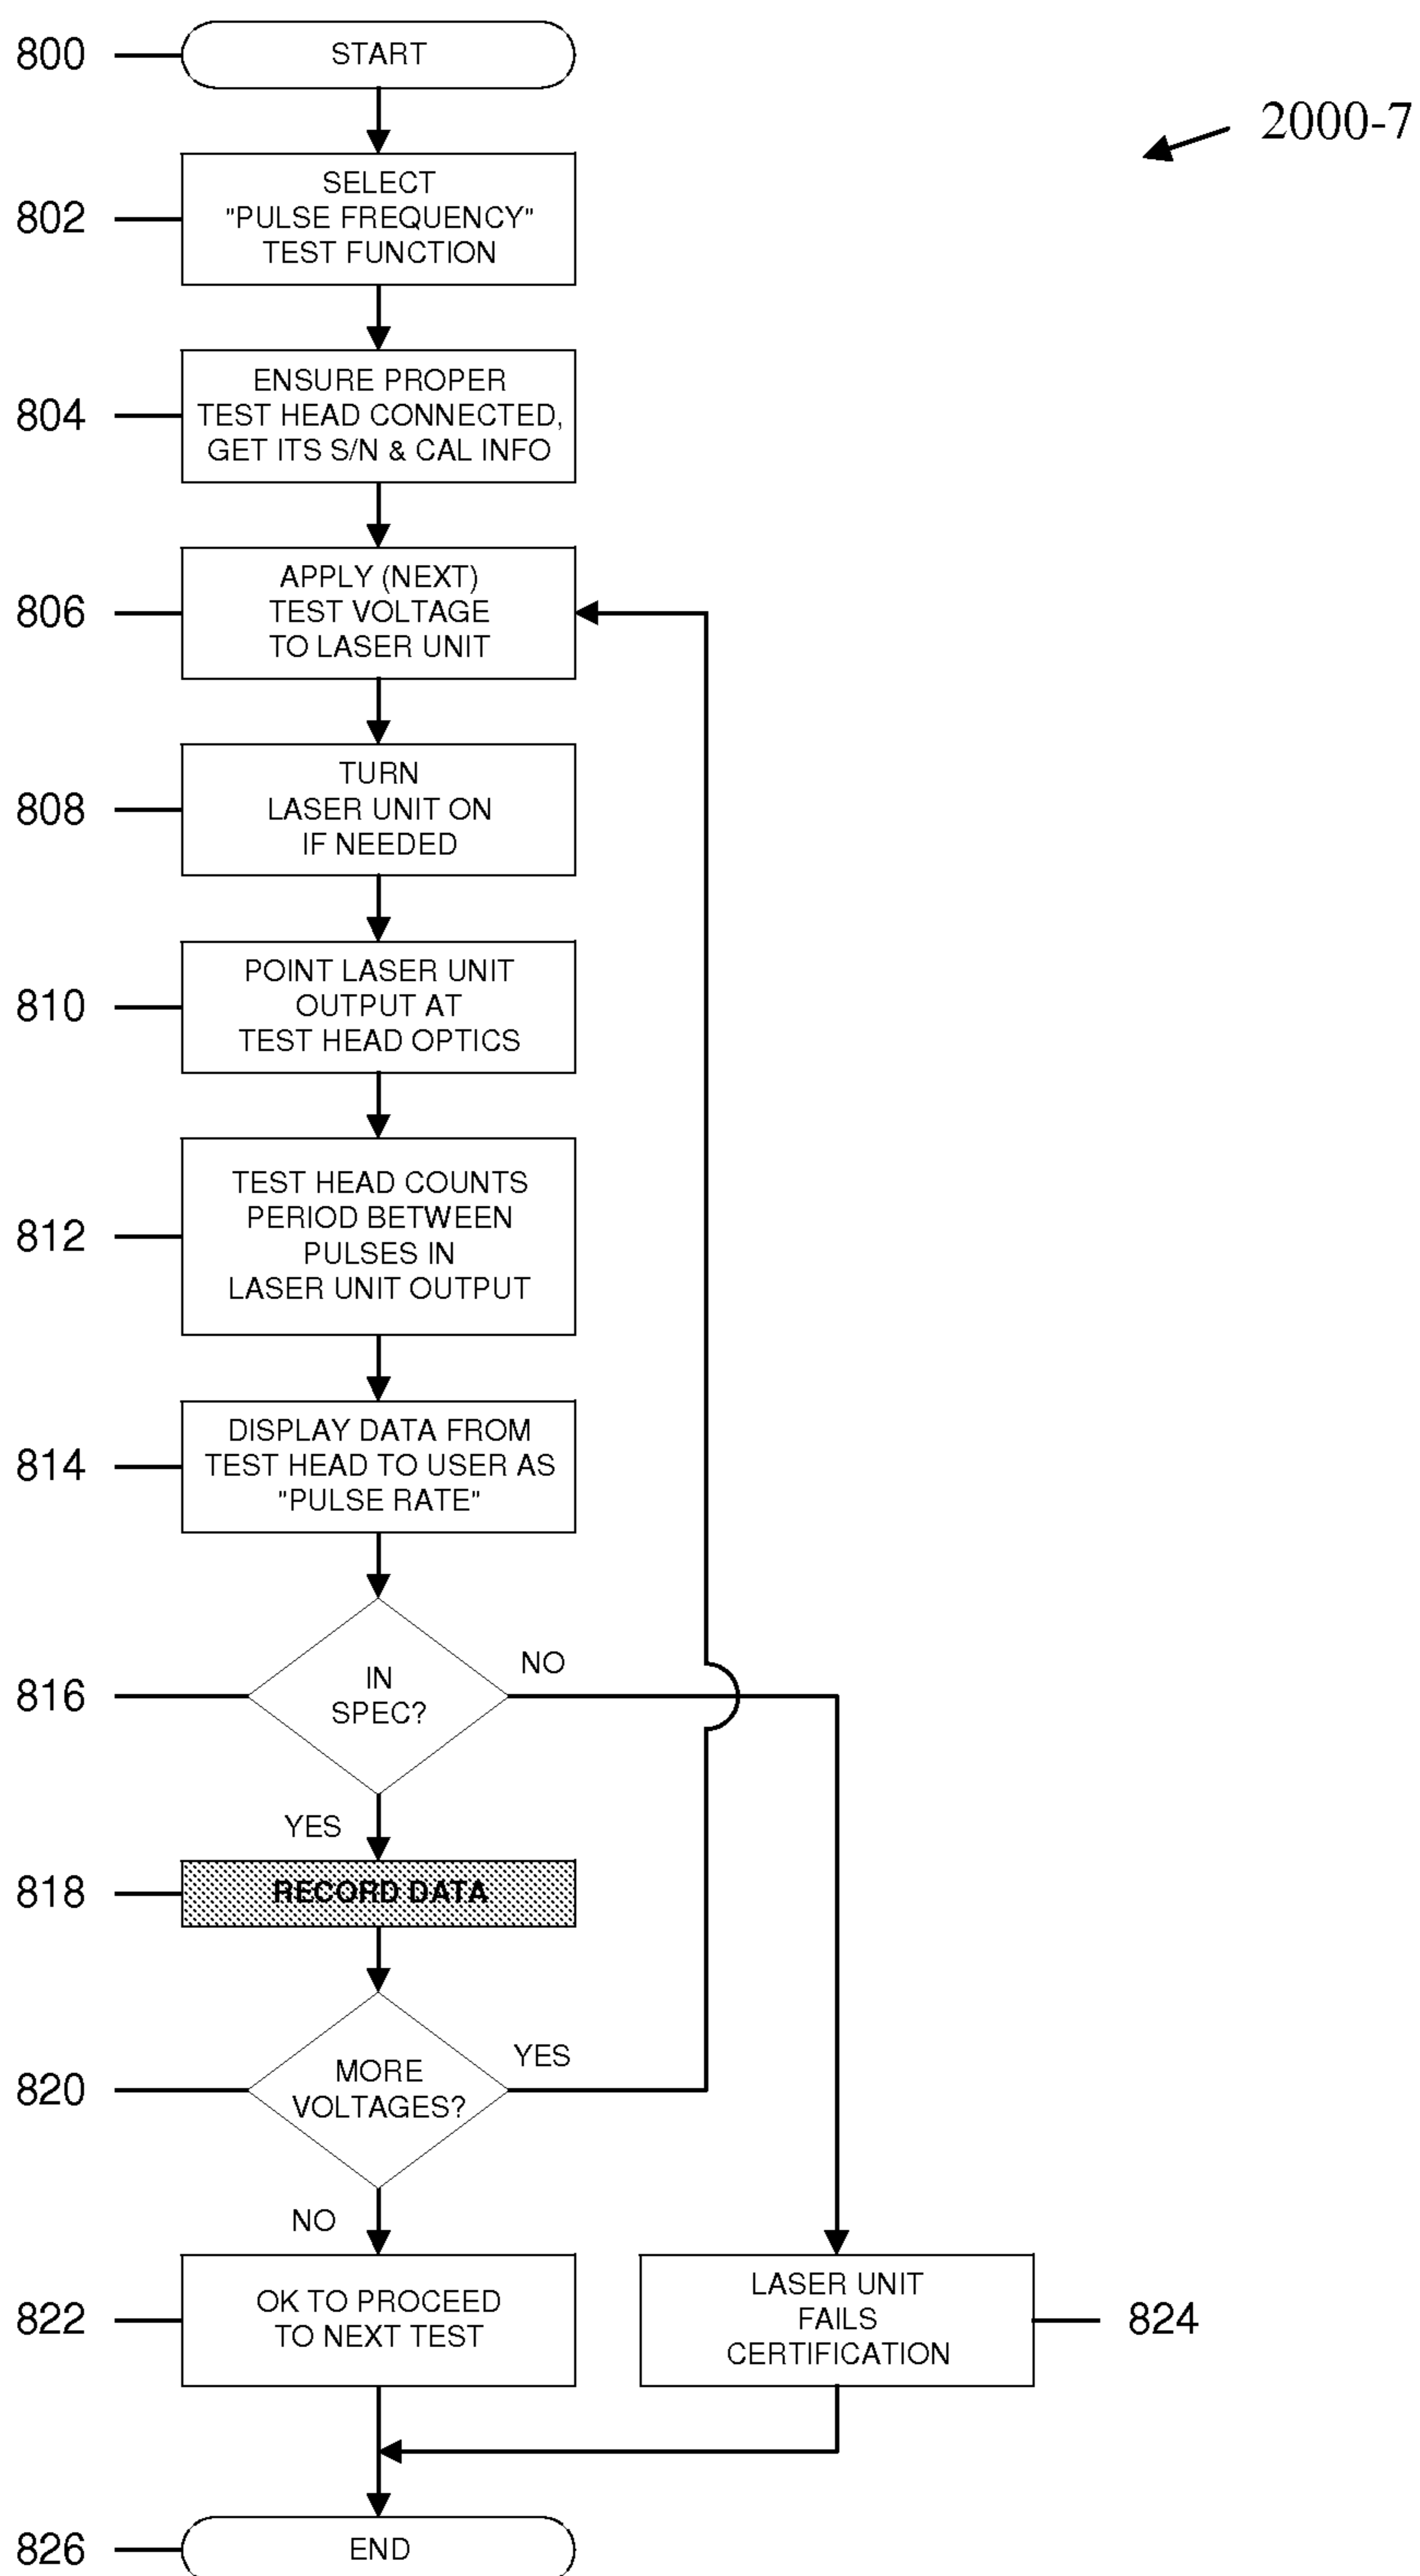 800
START
2000-7
802
SELECT
"PULSE FREQUENCY"
TEST FUNCTION
804
ENSURE PROPER
TEST HEAD CONNECTED,
GET ITS S/N & CAL INFO
806
APPLY (NEXT)
TEST VOLTAGE
TO LASER UNIT
808
TURN
LASER UNIT ON
IF NEEDED
810
POINT LASER UNIT
OUTPUT AT
TEST HEAD OPTICS
812
TEST HEAD COUNTS
PERIOD BETWEEN
PULSES IN
LASER UNIT OUTPUT
814
DISPLAY DATA FROM
TEST HEAD TO USER AS
"PULSE RATE"
816
IN
SPEC?
NO
YES
818
RECORD DATA
820
MORE
VOLTAGES?
YES
NO
822
OK TO PROCEED
TO NEXT TEST
LASER UNIT
FAILS
CERTIFICATION
824
826
END